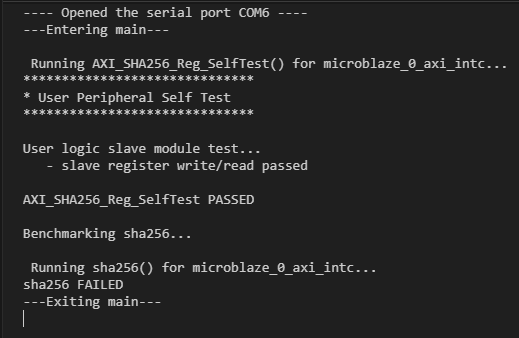 ---- Opened the serial port COM6 ----
---Entering main---
Running AXI_SHA256_Reg_SelfTest() for microblaze_0_axi_intc...
******************************
* User Peripheral Self Test
******************************
User logic slave module test...
- slave register write/read passed
AXI_SHA256_Reg_SelfTest PASSED
Benchmarking sha256...
Running sha256() for microblaze_0_axi_intc...
sha256 FAILED
---Exiting main---